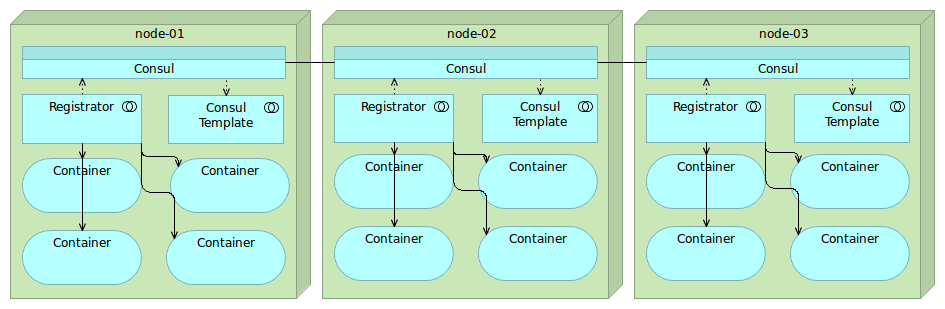 node-01
Consul
Registrator
Consul
Template
Container
Container
Container
Container
node-02
Consul
Registrator
Consul
Template
Container
Container
Container
Container
node-03
Consul
Registrator
Consul
Template
Container
Container
Container
Container